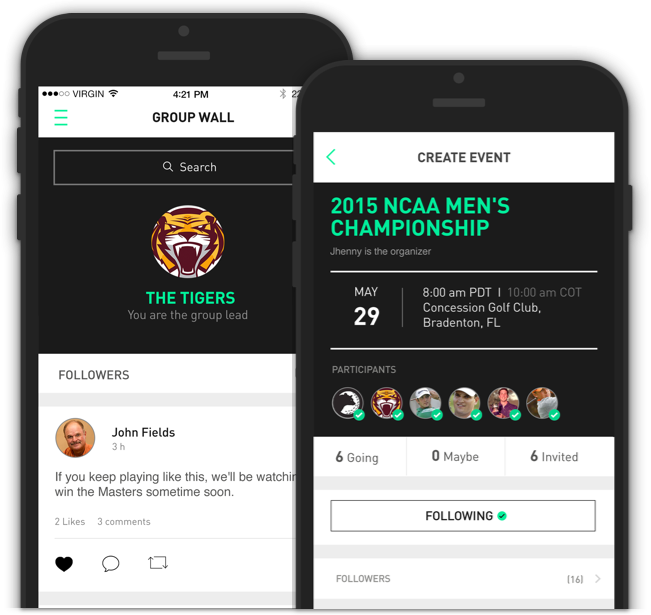 VIRGIN
4:21 PM
22
GROUP WALL
Search
THE TIGERS
You are the group lead
FOLLOWERS
John Fields
3 h
If you keep playing like this, we'll be watching
win the Masters sometime soon.
2 Likes 3 comments
CREATE EVENT
2015 NCAA MEN'S
CHAMPIONSHIP
Jhenny is the organizer
MAY
29
8:00 am PDT I 10:00 am COT
Concession Golf Club,
Bradenton, FL
PARTICIPANTS
6 Going
0 Maybe
6 Invited
FOLLOWING
FOLLOWERS
(16)